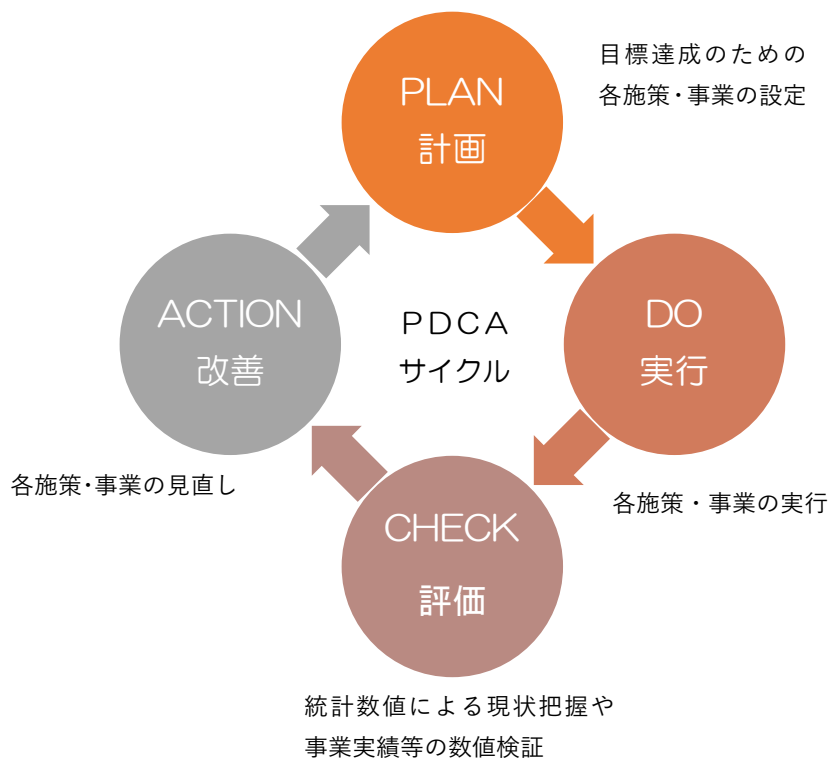 PLAN
計画
目標達成のための
各施策・事業の設定
DO
実行
各施策・事業の実行
CHECK
評価
統計数値による現状把握や
事業実績等の数値検証
ACTION
改善
各施策・事業の見直し
PDCA
サイクル